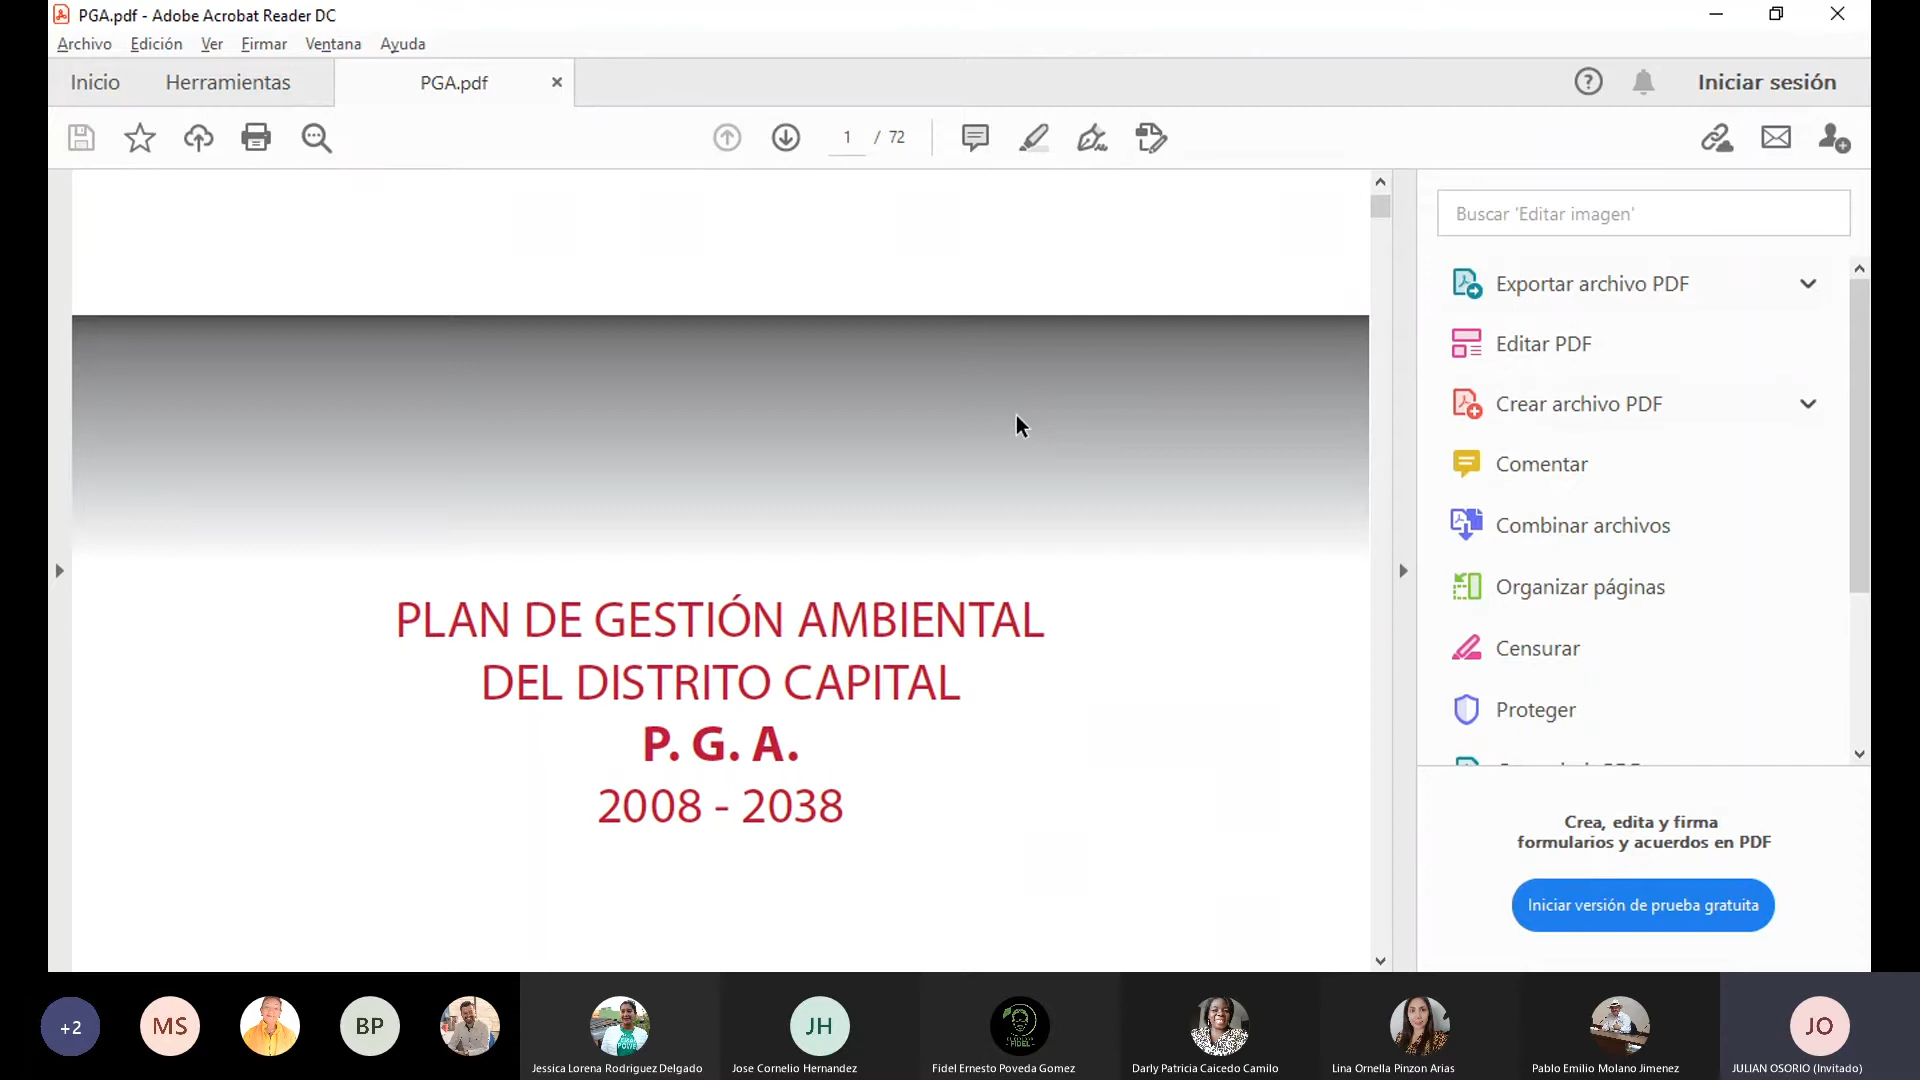 PGA.pdf - Adobe Acrobat Reader DC
Archivo Edición Ver Firmar Ventana Ayuda
Inicio Herramientas PGA.pdf Iniciar sesión
1 / 72
Buscar 'Editar imagen'
Exportar archivo PDF
Editar PDF
Crear archivo PDF
Comentar
Combinar archivos
Organizar páginas
Censurar
Proteger
PLAN DE GESTIÓN AMBIENTAL
DEL DISTRITO CAPITAL
P. G. A.
2008 - 2038
Crea, edita y firma
formularios y acuerdos en PDF
Iniciar versión de prueba gratuita
+2 MS BP JH JO
FIDEL
Jessica Lorena Rodriguez Delgado Jose Cornelio Hernandez Fidel Ernesto Poveda Gomez Darly Patricia Caicedo Camilo Lina Ornella Pinzon Arias Pablo Emilio Molano Jimenez JULIAN OSORIO (Invitado)